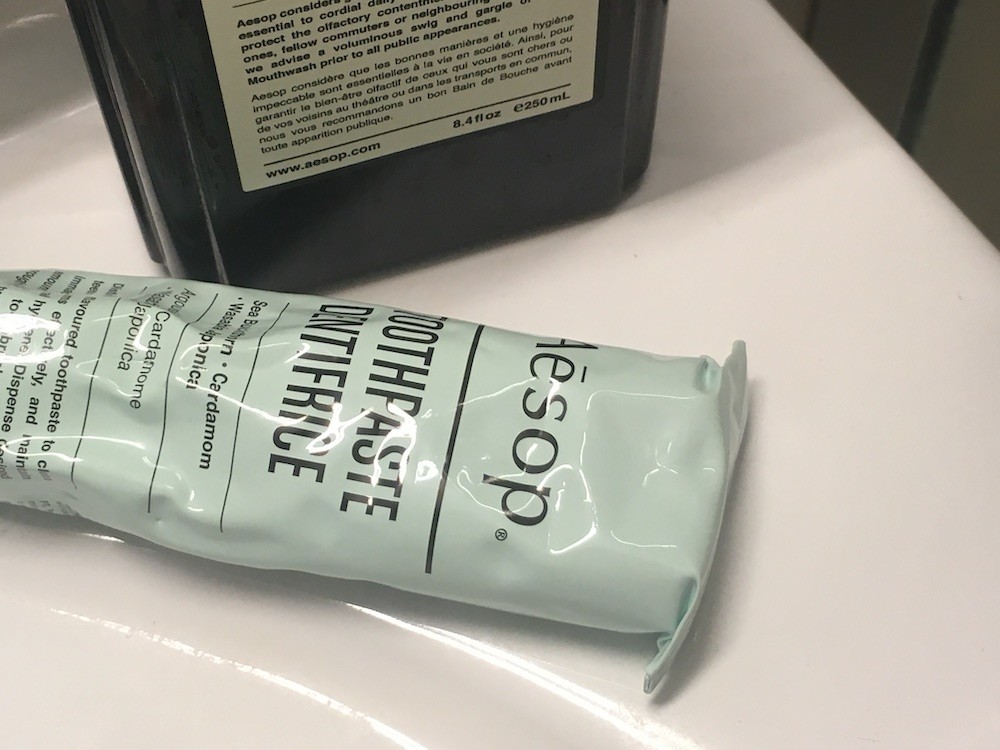 Aesop considers
essential to cordial daily
protect the olfactory contentment
ones, fellow commuters or neighbouring
we advise a voluminous swig and gargle of
Mouthwash prior to all public appearances.
Aesop considère que les bonnes manières et une hygiène
impeccable sont essentielles à la vie en société. Ainsi, pour
garantir le bien-être olfactif de ceux qui vous sont chers ou
de vos voisins au théâtre ou dans les transports en commun,
nous vous recommandons un bon Bain de Bouche avant
toute apparition publique.
8.4 fl oz e250 mL
www.aesop.com
Aēsop®
TOOTHPASTE
DENTIFRICE
Sea Buckthorn · Cardamom
· Wasabi Japonica
Cardamome
Japonica
flavoured toothpaste to
and
Dispense